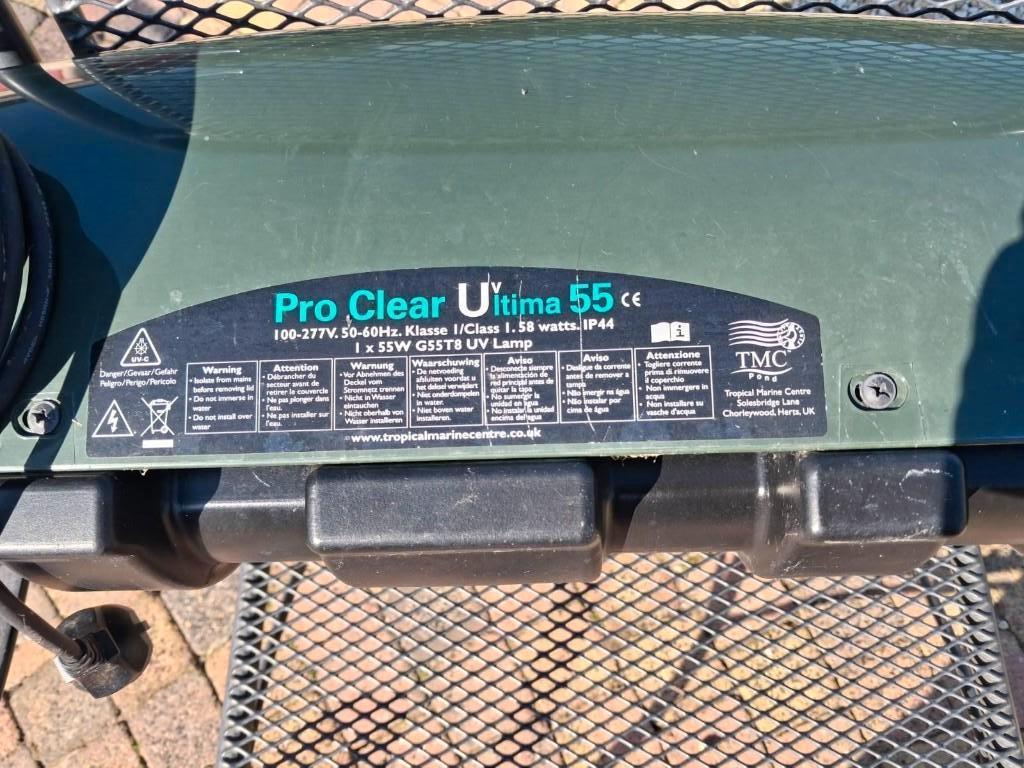 Pro Clear Uv ltima 55 CE
100-277V. 50-60Hz. Klasse 1/Class 1. 58 watts. IP44
1 x 55W G55T8 UV Lamp
UV-C
Danger/Gevaar/Gefahr
Peligro/Perigo/Pericolo
Warning
• Isolate from mains
before removing lid
• Do not immerse in
water
• Do not install over
water
Attention
• Débrancher du
secteur avant de
retirer le couvercle
• Ne pas plonger dans
l'eau.
• Ne pas installer sur
l'eau.
Warnung
• Vor Abnehmen des
Deckel vom
Stromnetz trennen
• Nicht in Wasser
eintauchen
• Nicht oberhalb von
Wasser installieren
Waarschuwing
• De netvoeding
afsluiten voordat u
het deksel verwijdert
• Niet onderdompelen
in water.
• Niet boven water
installeren.
Aviso
• Desconecte siempre
la alimentación de
red principal antes de
quitar la tapa
• No sumergir la
unidad en agua
• No instalar la unidad
encima del agua
Aviso
• Disligue da corrente
antes de remover a
tampa
• Não imergir na água
• Não instalar por
cima de água
Attenzione
Togliere corrente
prima di rimuovere
il coperchio
• Non immergere in
acqua
• Non installare su
vasche d'acqua
i
TMC
Pond
Tropical Marine Centre
Solesbridge Lane
Chorleywood, Herts, UK
www.tropicalmarinecentre.co.uk